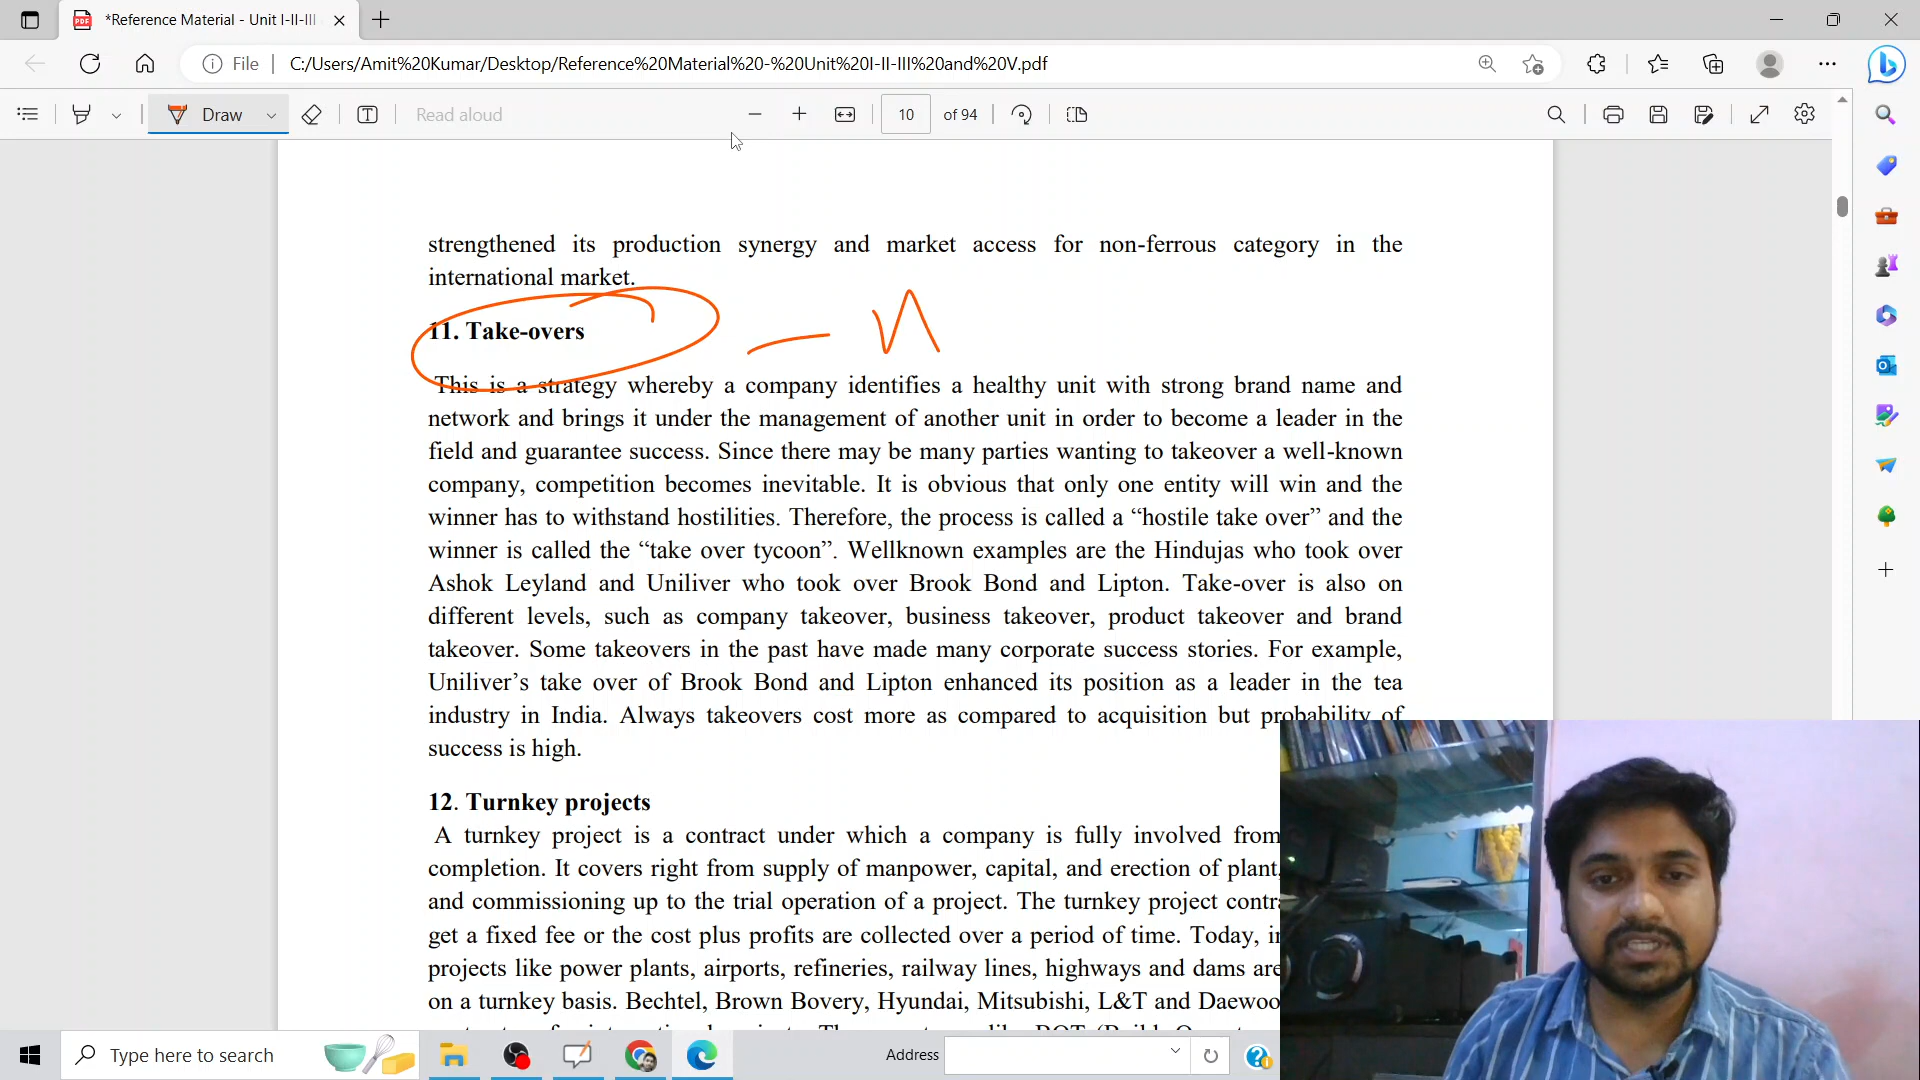 *Reference Material - Unit I-II-III
File
C:/Users/Amit%20Kumar/Desktop/Reference%20Material%20-%20Unit%20I-II-III%20and%20V.pdf
Draw
Read aloud
10 of 94
strengthened its production synergy and market access for non-ferrous category in the
international market.
11. Take-overs
This is a strategy whereby a company identifies a healthy unit with strong brand name and
network and brings it under the management of another unit in order to become a leader in the
field and guarantee success. Since there may be many parties wanting to takeover a well-known
company, competition becomes inevitable. It is obvious that only one entity will win and the
winner has to withstand hostilities. Therefore, the process is called a “hostile take over” and the
winner is called the “take over tycoon”. Wellknown examples are the Hindujas who took over
Ashok Leyland and Uniliver who took over Brook Bond and Lipton. Take-over is also on
different levels, such as company takeover, business takeover, product takeover and brand
takeover. Some takeovers in the past have made many corporate success stories. For example,
Uniliver’s take over of Brook Bond and Lipton enhanced its position as a leader in the tea
industry in India. Always takeovers cost more as compared to acquisition but probability of
success is high.
12. Turnkey projects
A turnkey project is a contract under which a company is fully involved from
completion. It covers right from supply of manpower, capital, and erection of plant,
and commissioning up to the trial operation of a project. The turnkey project
get a fixed fee or the cost plus profits are collected over a period of time. Today,
projects like power plants, airports, refineries, railway lines, highways and dams are
on a turnkey basis. Bechtel, Brown Bovery, Hyundai, Mitsubishi, L&T and Daewoo
Type here to search
Address